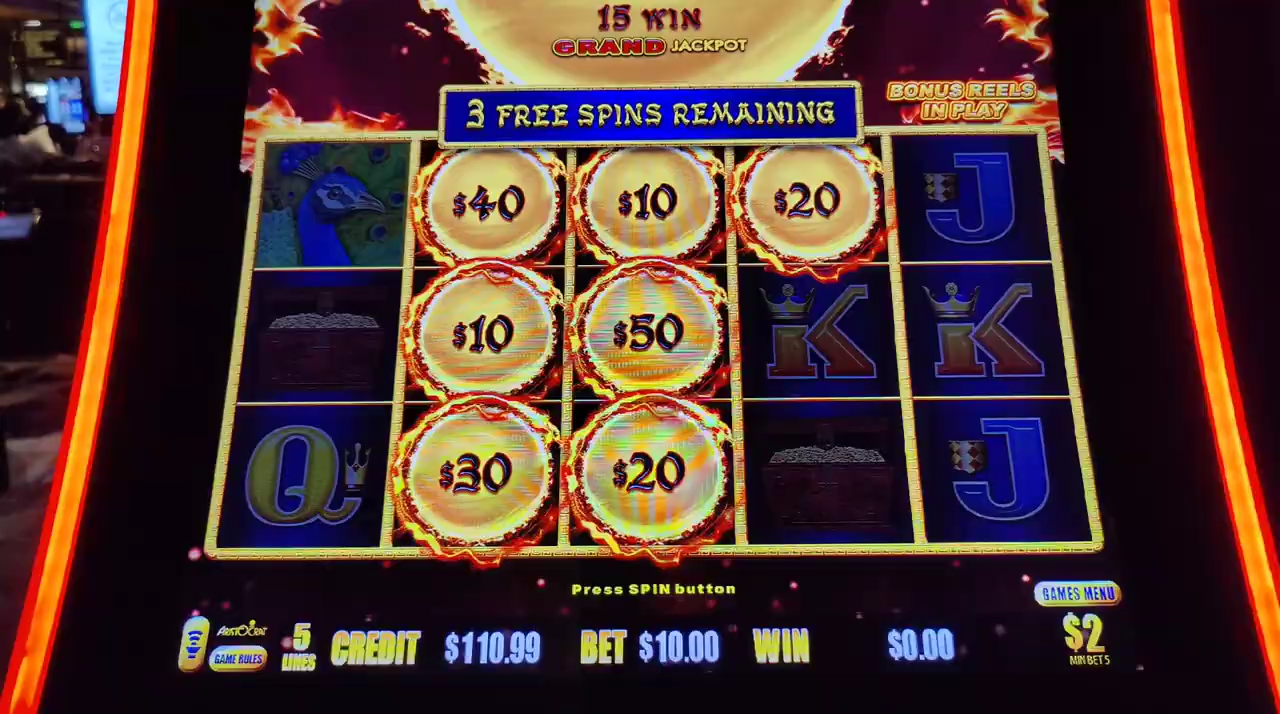 15 WIN
GRAND JACKPOT
BONUS REELS
IN PLAY
3 FREE SPINS REMAINING
$40 $10 $20 J
$10 $50 K K
$30 $20 J
Q
Press SPIN button
GAMES MENU
ARISTOCRAT
GAME RULES
5
LINES
CREDIT $110.99 BET $10.00 WIN $0.00
$2
MIN BET 5